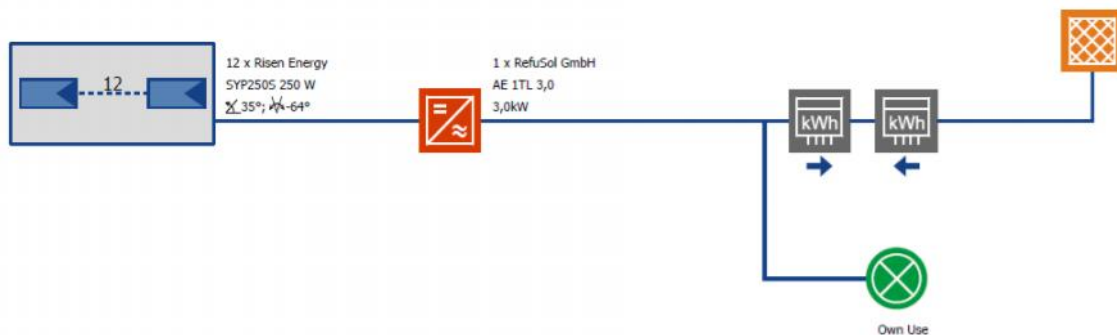 12
12 x Risen Energy
SYP250S 250 W
35°; -64°
1 x RefuSol GmbH
AE 1TL 3,0
3,0kW
kWh
kWh
Own Use